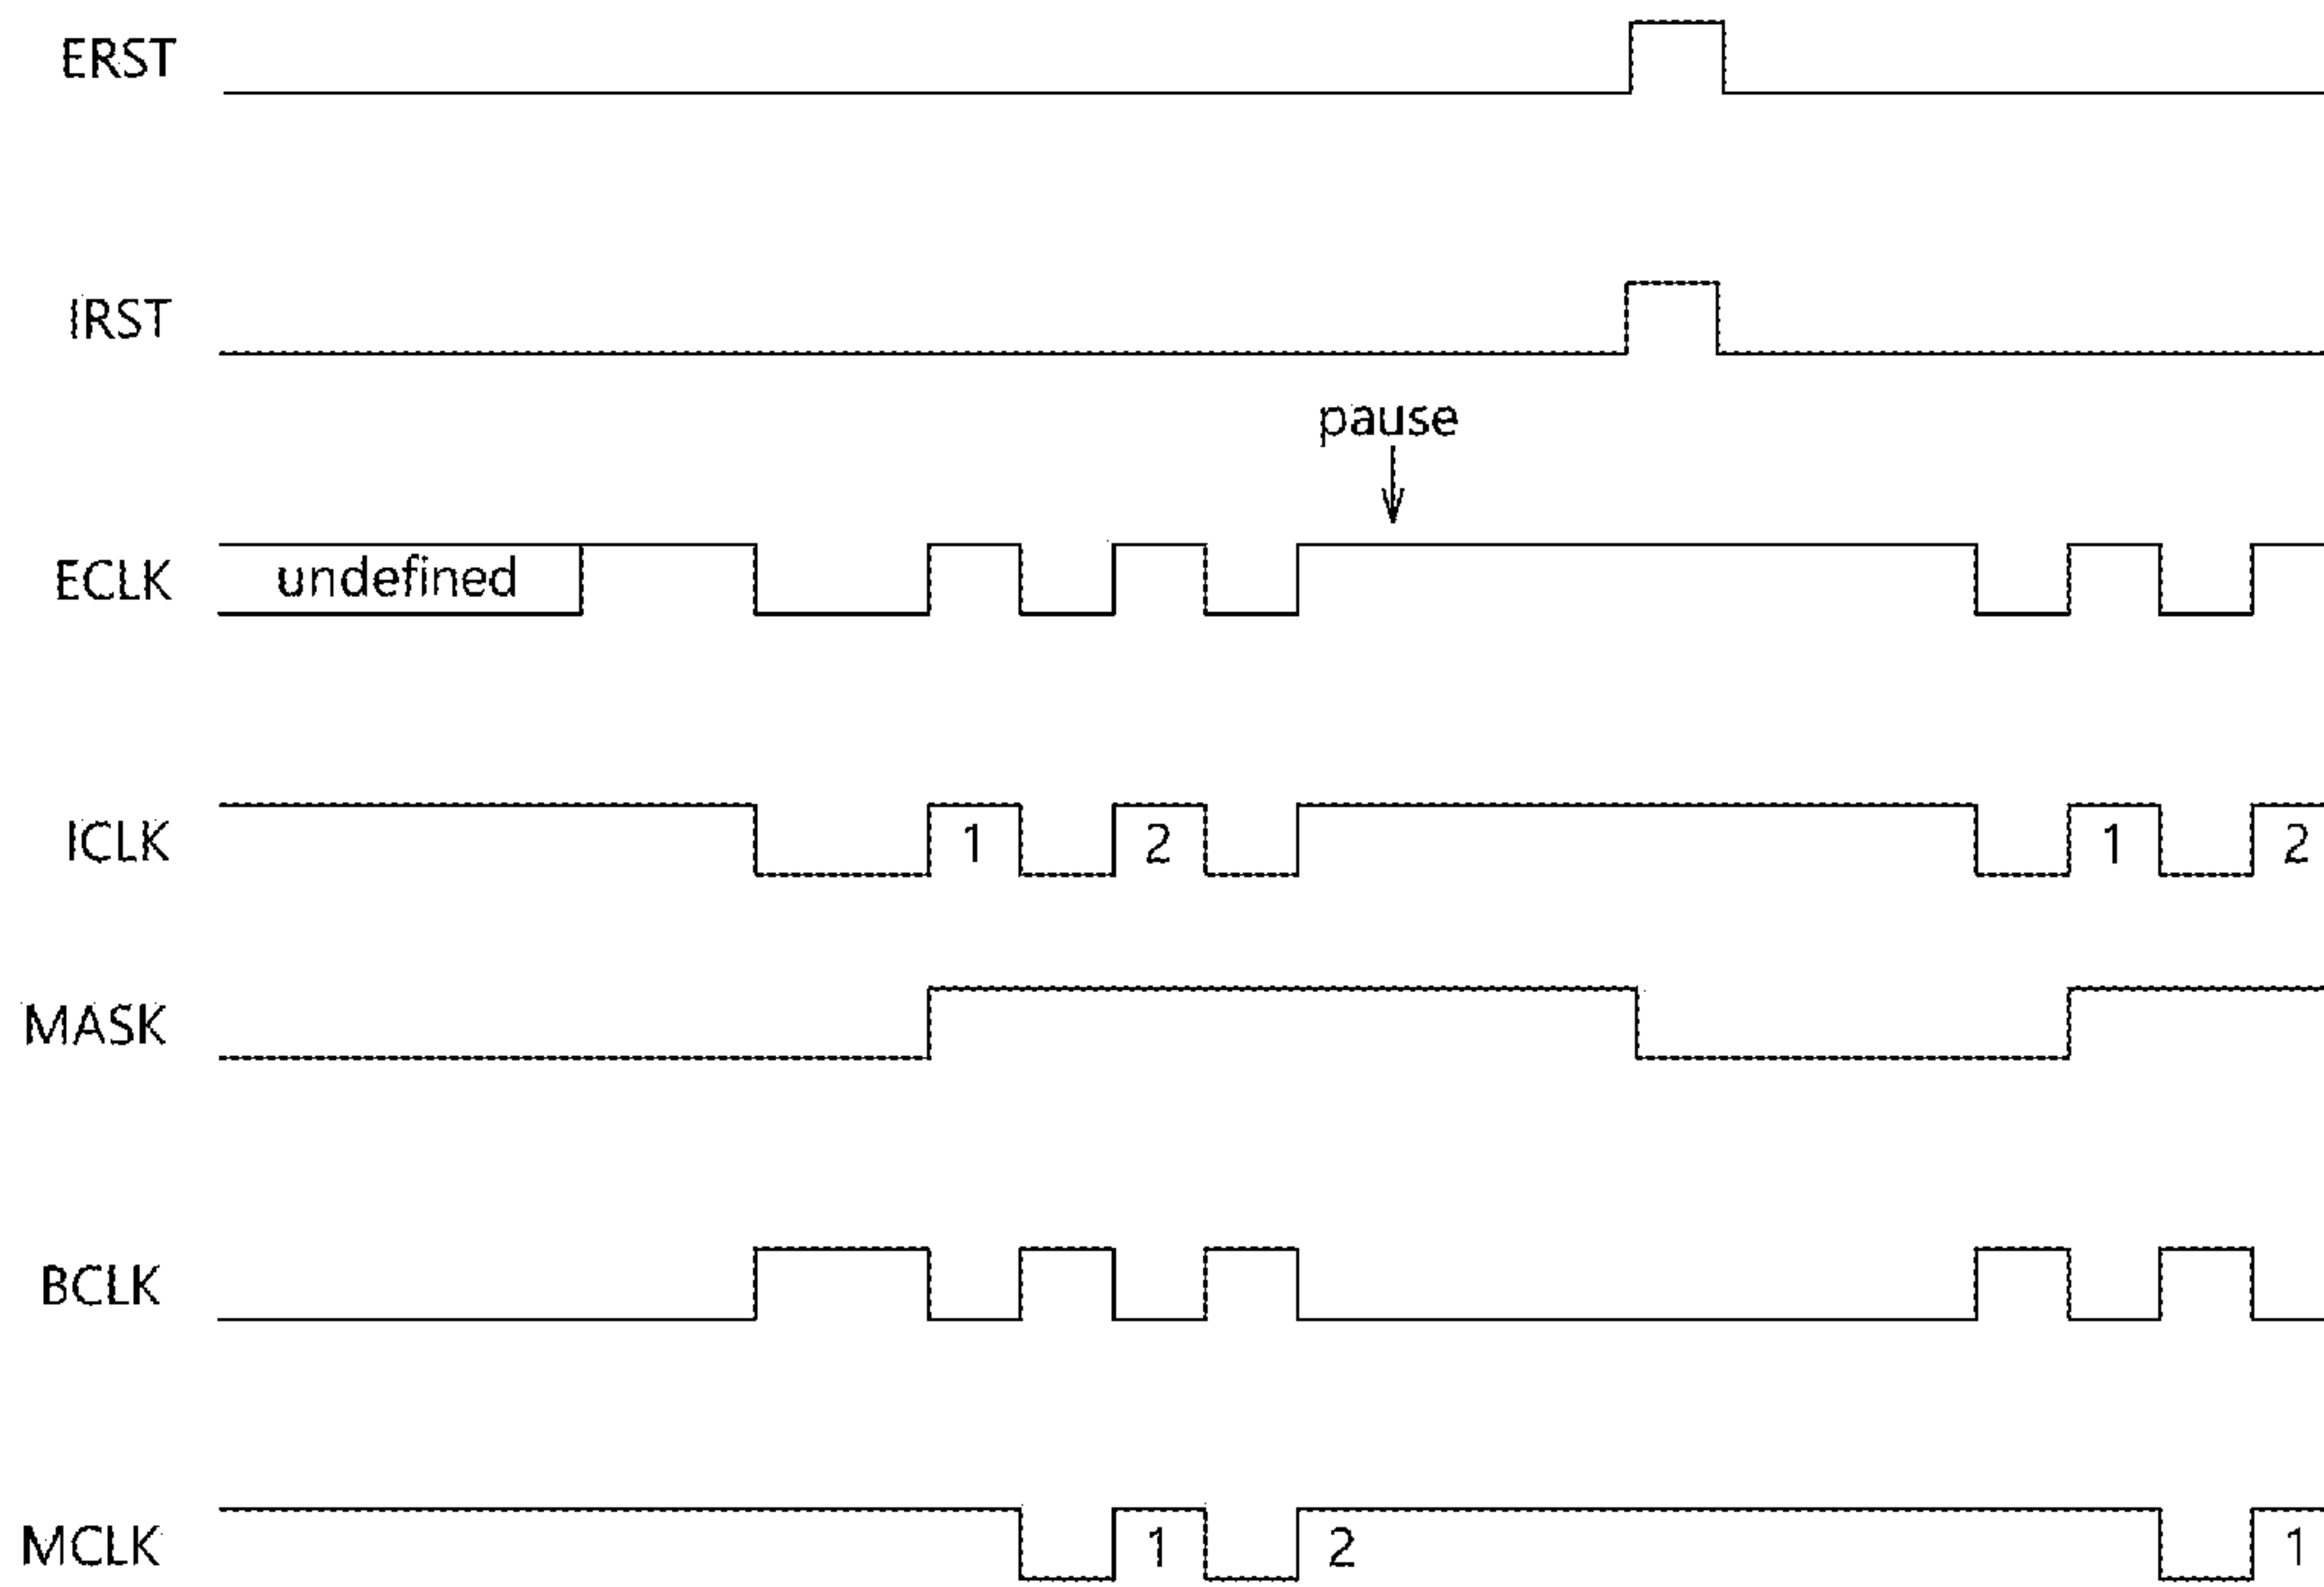 ERST
IRST
pause
ECLK undefined
ICLK 1 2 1 2
MASK
BCLK
MCLK 1 2 1